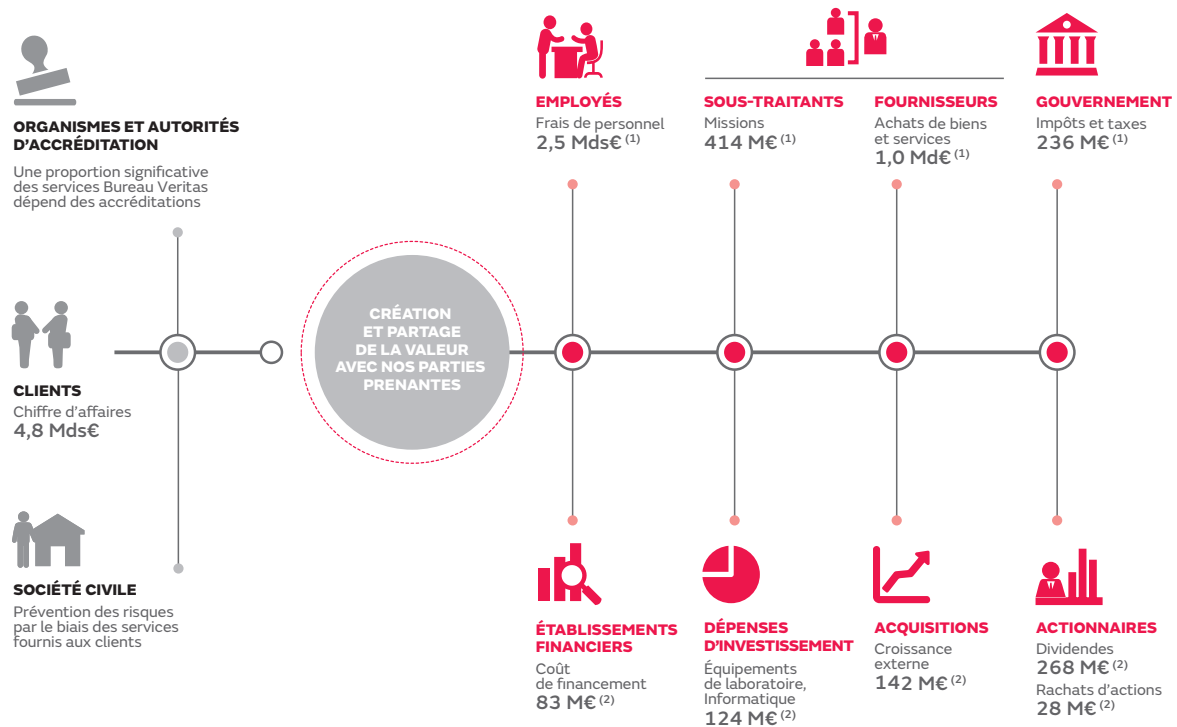 ORGANISMES ET AUTORITÉS
D'ACCRÉDITATION
Une proportion significative
des services Bureau Veritas
dépend des accréditations
CLIENTS
Chiffre d'affaires
4,8 Mds€
SOCIÉTÉ CIVILE
Prévention des risques
par le biais des services
fournis aux clients
CRÉATION
ET PARTAGE
DE LA VALEUR
AVEC NOS PARTIES
PRENANTES
EMPLOYÉS
Frais de personnel
2,5 Mds€ (1)
SOUS-TRAITANTS
Missions
414 M€ (1)
FOURNISSEURS
Achats de biens
et services
1,0 Md€ (1)
GOUVERNEMENT
Impôts et taxes
236 M€ (1)
ÉTABLISSEMENTS
FINANCIERS
Coût
de financement
83 M€ (2)
DÉPENSES
D'INVESTISSEMENT
Équipements
de laboratoire,
Informatique
124 M€ (2)
ACQUISITIONS
Croissance
externe
142 M€ (2)
ACTIONNAIRES
Dividendes
268 M€ (2)
Rachats d'actions
28 M€ (2)